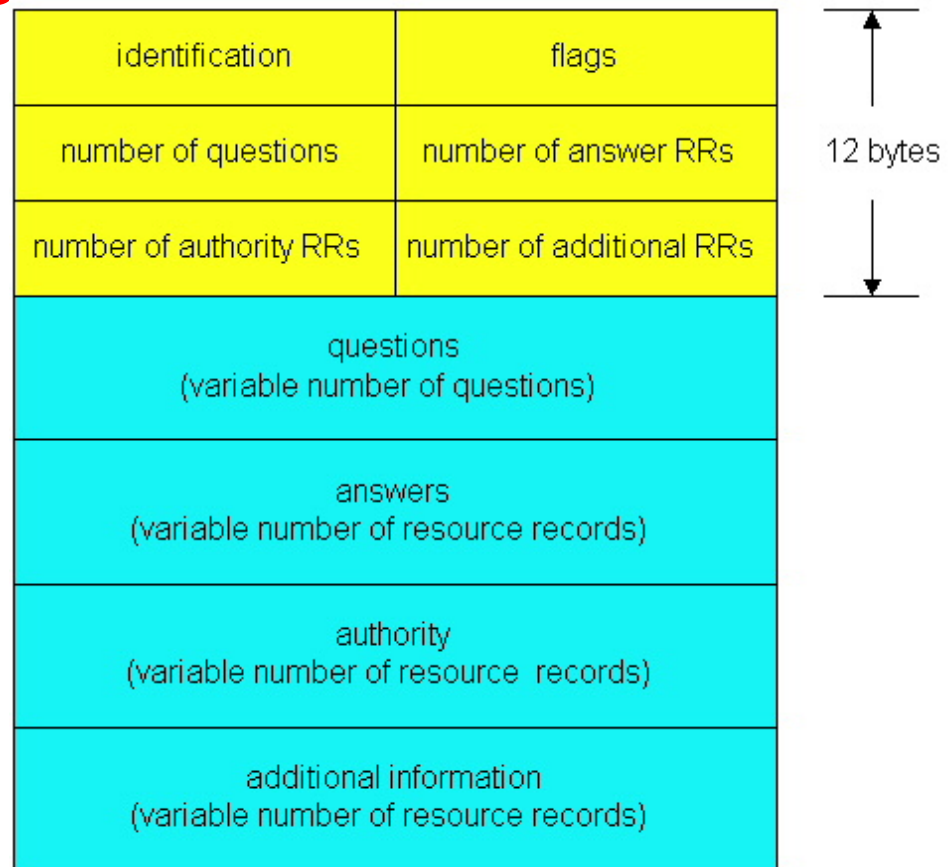 identification
flags
number of questions
number of answer RRs
12 bytes
number of authority RRs
number of additional RRs
questions
(variable number of questions)
answers
(variable number of resource records)
authority
(variable number of resource  records)
additional information
(variable number of resource records)